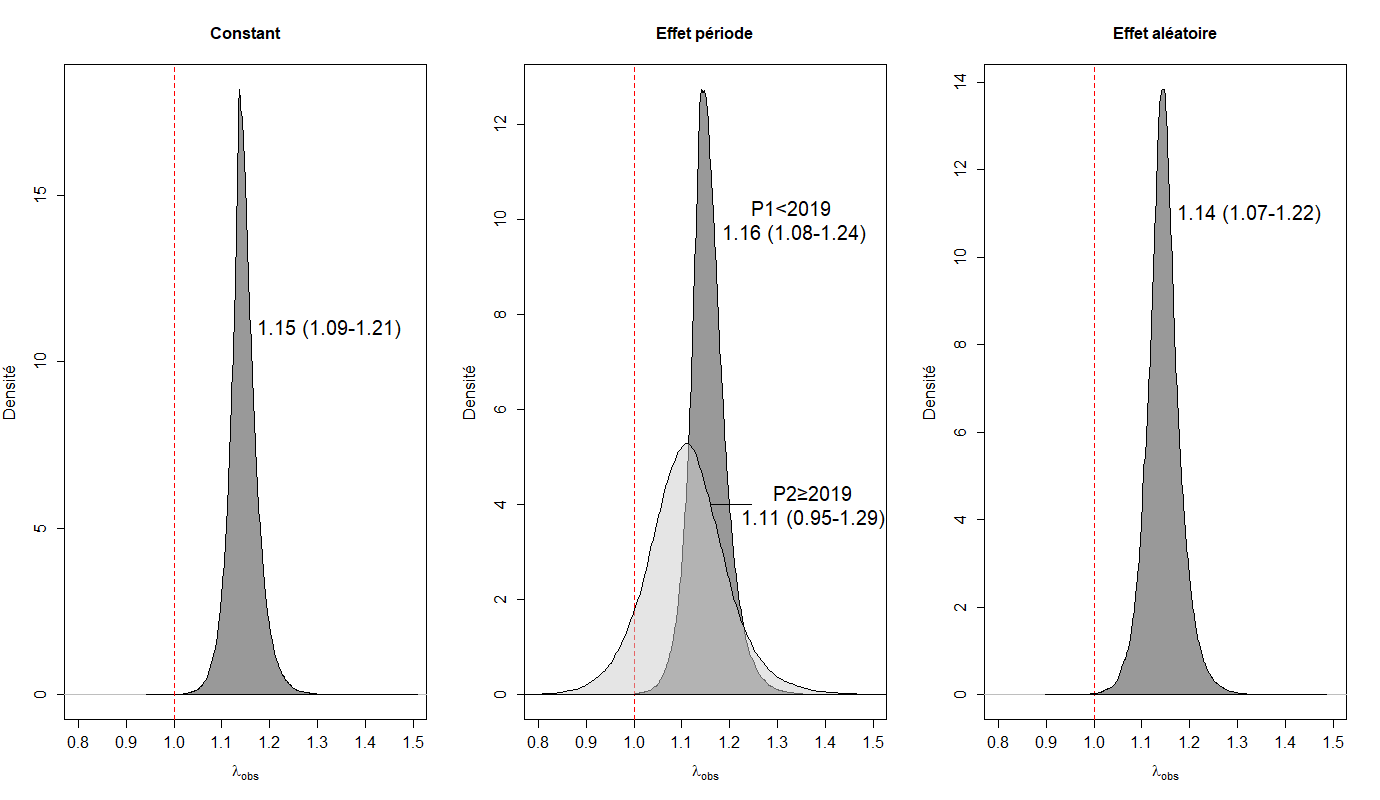 Constant
Densité
15
10
5
0
1.15 (1.09-1.21)
0.8 0.9 1.0 1.1 1.2 1.3 1.4 1.5
λobs
Effet période
Densité
12
10
8
6
4
2
0
P1<2019
1.16 (1.08-1.24)
P2≥2019
1.11 (0.95-1.29)
0.8 0.9 1.0 1.1 1.2 1.3 1.4 1.5
λobs
Effet aléatoire
Densité
14
12
10
8
6
4
2
0
1.14 (1.07-1.22)
0.8 0.9 1.0 1.1 1.2 1.3 1.4 1.5
λobs